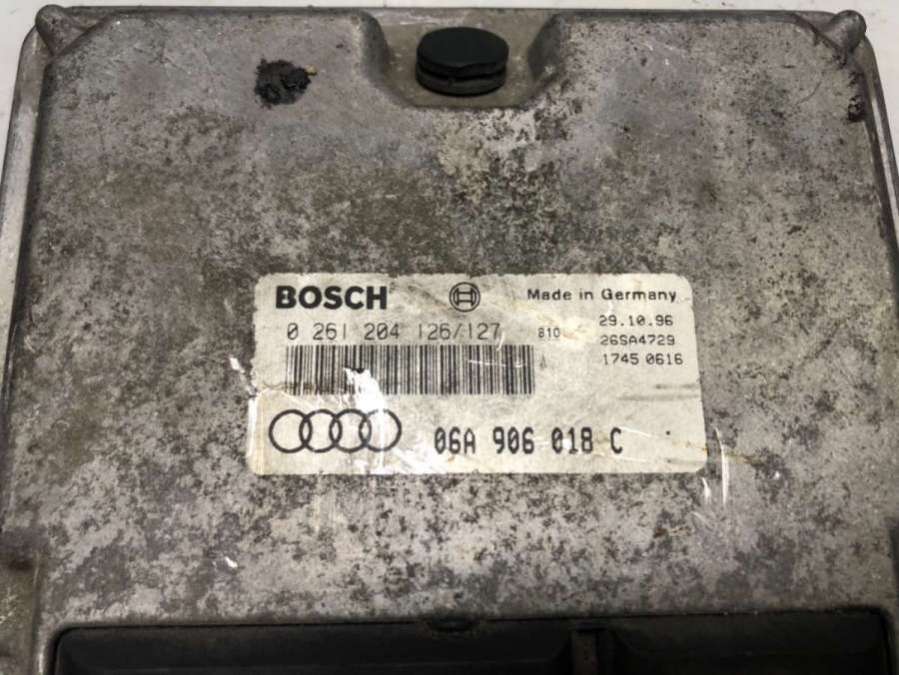 BOSCH
Made in Germany
0 261 204 126/127
810
29.10.96
26SA4729
1745 0616
A
06A 906 018 C